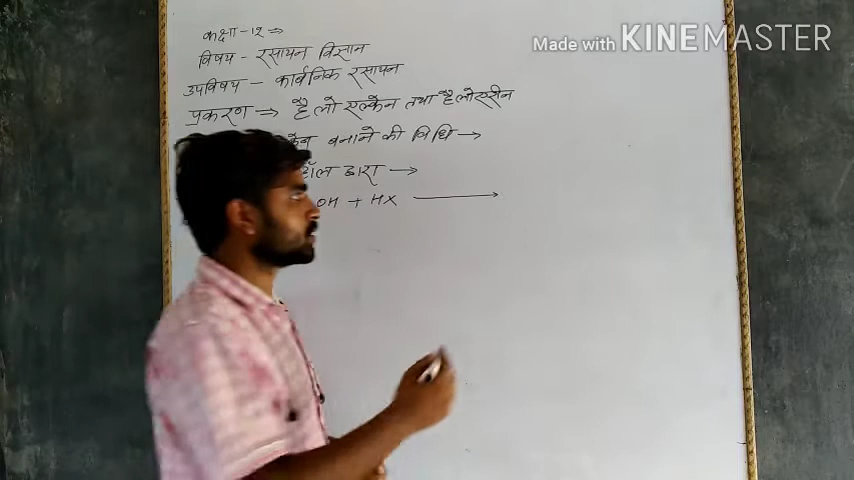 कक्षा - १२ ⇒
Made with KINEMASTER
विषय - रसायन विज्ञान
उपविषय - कार्बनिक रसायन
प्रकरण ⇒ हैलोएल्केन तथा हैलोएरीन
बनाने की विधि →
द्वारा →
OH + HX ⟶